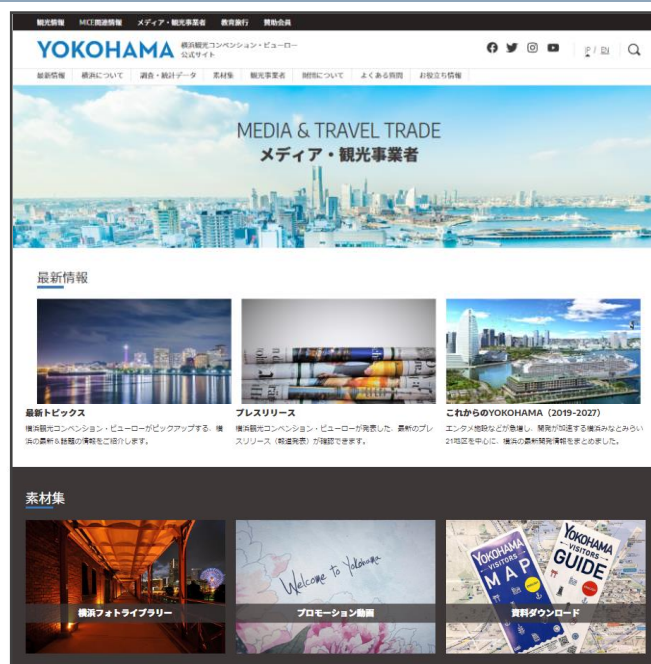 観光情報 MICE関連情報 メディア・観光事業者 教育旅行 賛助会員
YOKOHAMA 横浜観光コンベンション・ビューロー
公式サイト
JP / EN
最新情報 横浜について 調査・統計データ 素材集 観光事業者 財団について よくある質問 お役立ち情報
MEDIA & TRAVEL TRADE
メディア・観光事業者
最新情報
最新トピックス
横浜観光コンベンション・ビューローがピックアップする、横
浜の最新&話題の情報をご紹介します。
プレスリリース
横浜観光コンベンション・ビューローが発表した、最新のプレ
スリリース（報道発表）が確認できます。
これからのYOKOHAMA（2019-2027）
エンタメ施設などが急増し、開発が加速する横浜みなとみらい
21地区を中心に、横浜の最新開発情報をまとめました。
素材集
横浜フォトライブラリー
Welcome to Yokohama
プロモーション動画
YOKOHAMA
VISITORS
MAP
YOKOHAMA
VISITORS
GUIDE
資料ダウンロード